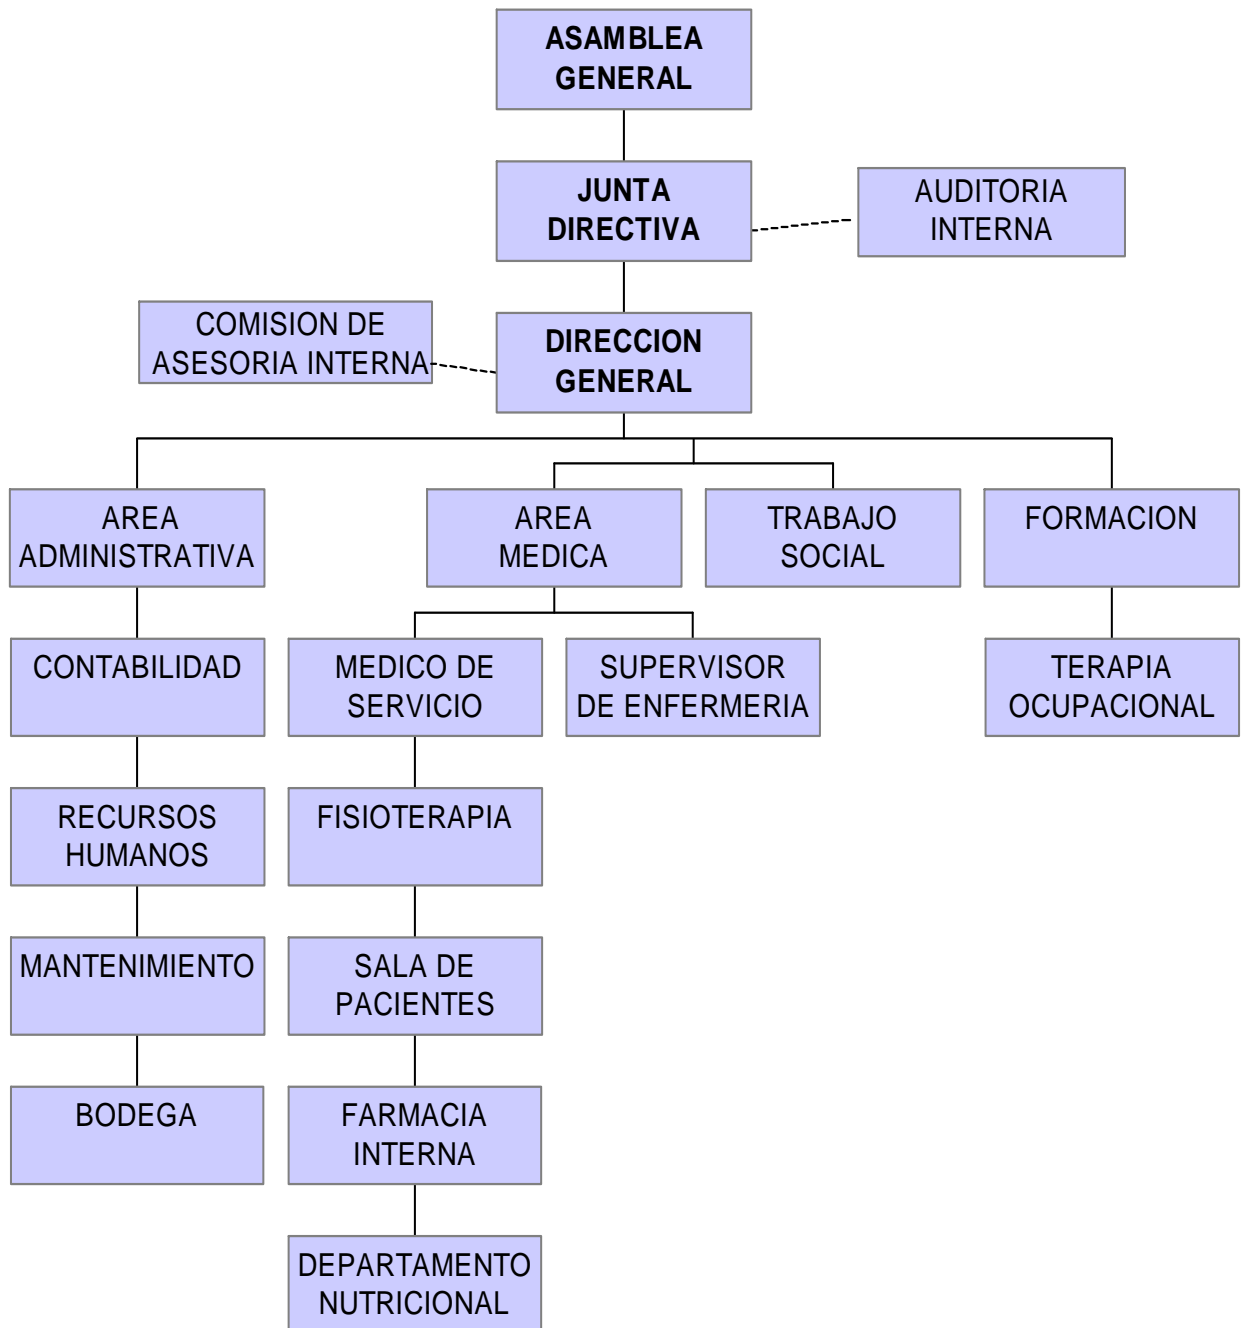 ASAMBLEA
GENERAL
JUNTA
DIRECTIVA
AUDITORIA
INTERNA
COMISION DE
ASESORIA INTERNA
DIRECCION
GENERAL
AREA
ADMINISTRATIVA
AREA
MEDICA
TRABAJO
SOCIAL
FORMACION
CONTABILIDAD
MEDICO DE
SERVICIO
SUPERVISOR
DE ENFERMERIA
TERAPIA
OCUPACIONAL
RECURSOS
HUMANOS
FISIOTERAPIA
MANTENIMIENTO
SALA DE
PACIENTES
BODEGA
FARMACIA
INTERNA
DEPARTAMENTO
NUTRICIONAL